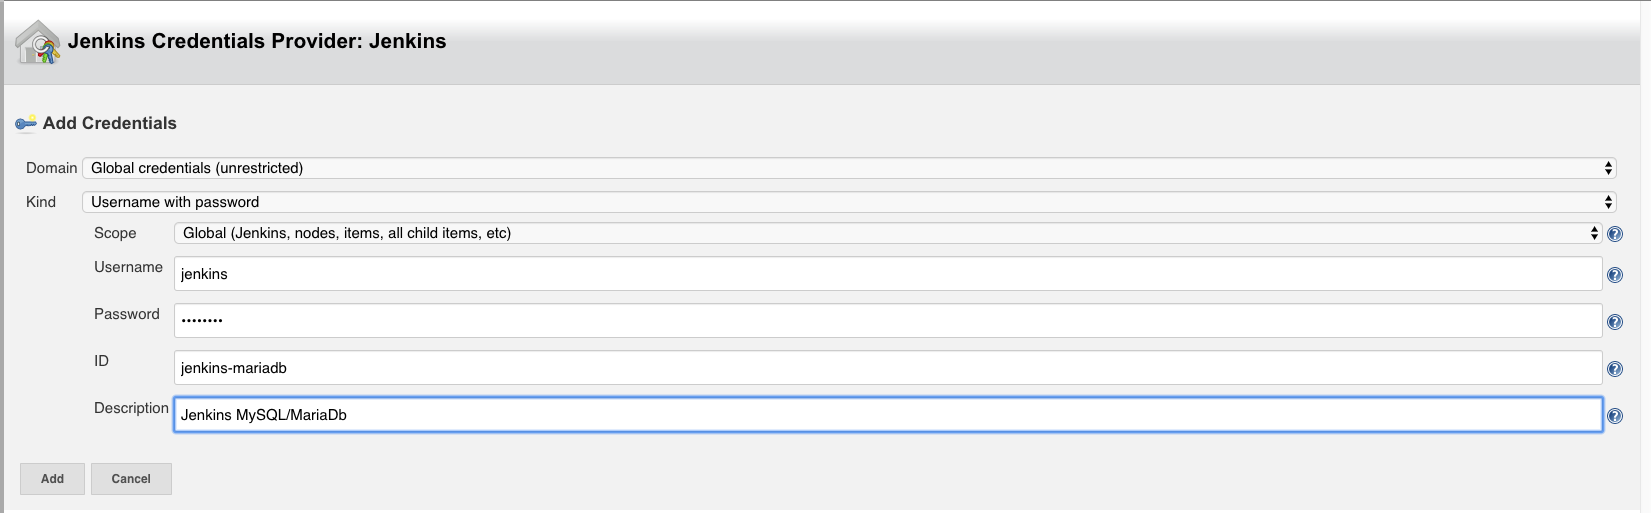 Jenkins Credentials Provider: Jenkins
Add Credentials
Domain Global credentials (unrestricted)
Kind Username with password
Scope Global (Jenkins, nodes, items, all child items, etc)
Username jenkins
Password ••••••••
ID jenkins-mariadb
Description Jenkins MySQL/MariaDb
Add Cancel